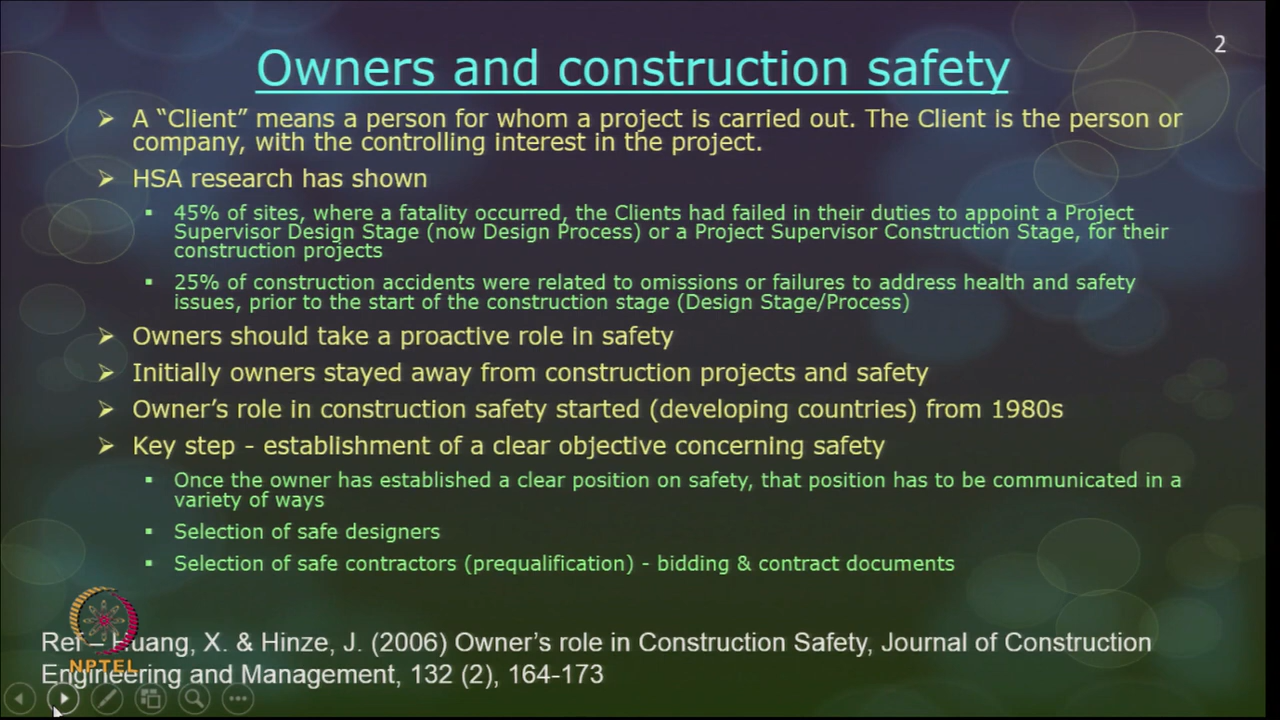 2
Owners and construction safety
➢ A “Client” means a person for whom a project is carried out. The Client is the person or
company, with the controlling interest in the project.
➢ HSA research has shown
▪ 45% of sites, where a fatality occurred, the Clients had failed in their duties to appoint a Project
Supervisor Design Stage (now Design Process) or a Project Supervisor Construction Stage, for their
construction projects
▪ 25% of construction accidents were related to omissions or failures to address health and safety
issues, prior to the start of the construction stage (Design Stage/Process)
➢ Owners should take a proactive role in safety
➢ Initially owners stayed away from construction projects and safety
➢ Owner’s role in construction safety started (developing countries) from 1980s
➢ Key step - establishment of a clear objective concerning safety
▪ Once the owner has established a clear position on safety, that position has to be communicated in a
variety of ways
▪ Selection of safe designers
▪ Selection of safe contractors (prequalification) - bidding & contract documents
Ref – Huang, X. & Hinze, J. (2006) Owner’s role in Construction Safety, Journal of Construction
Engineering and Management, 132 (2), 164-173
NPTEL